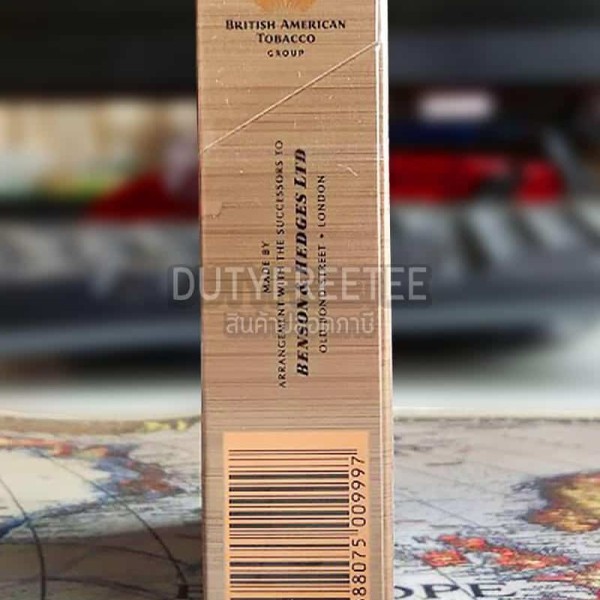 BRITISH AMERICAN
TOBACCO
GROUP
MADE BY
ARRANGEMENT WITH THE SUCCESSORS TO
BENSON & HEDGES LTD
OLD BOND STREET • LONDON
DUTYFREETEE
สินค้าปลอดภาษี
88075 009997
OPE